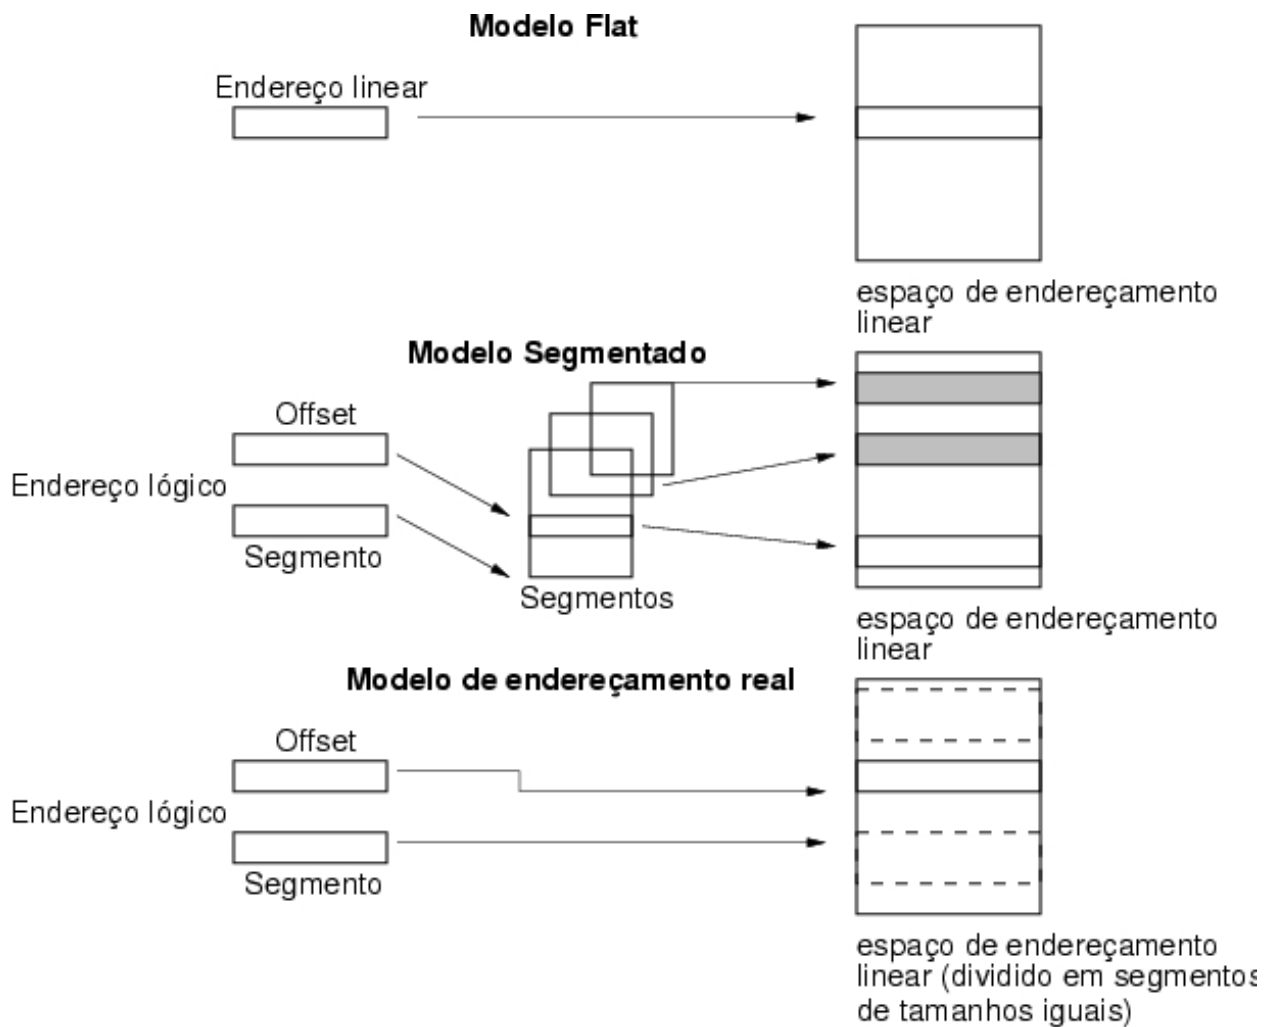 Modelo Flat
Endereço linear
espaço de endereçamento
linear
Modelo Segmentado
Offset
Endereço lógico
Segmento
Segmentos
espaço de endereçamento
linear
Modelo de endereçamento real
Offset
Endereço lógico
Segmento
espaço de endereçamento
linear (dividido em segmentos
de tamanhos iguais)